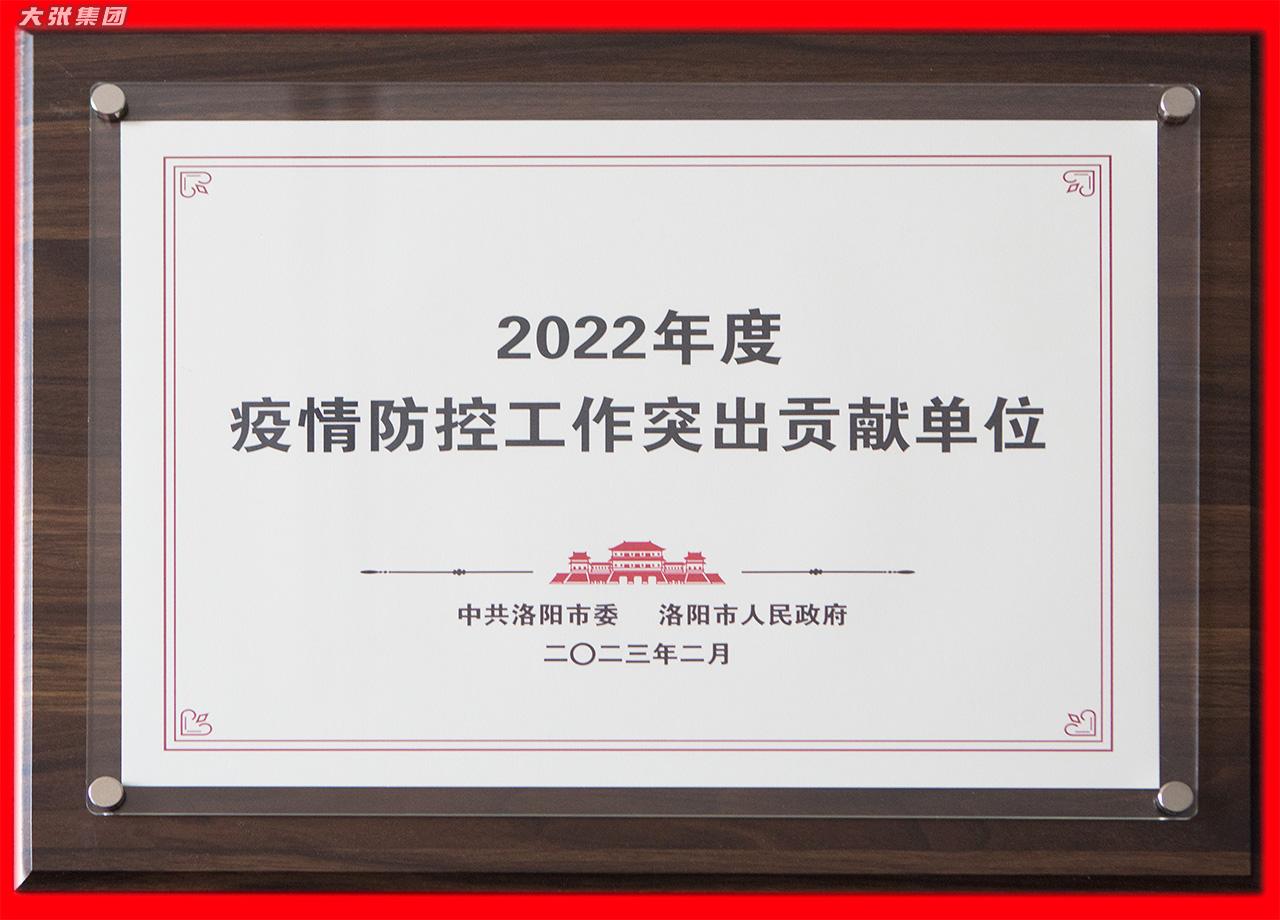 大张集团
2022年度
疫情防控工作突出贡献单位
中共洛阳市委 洛阳市人民政府
二〇二三年二月